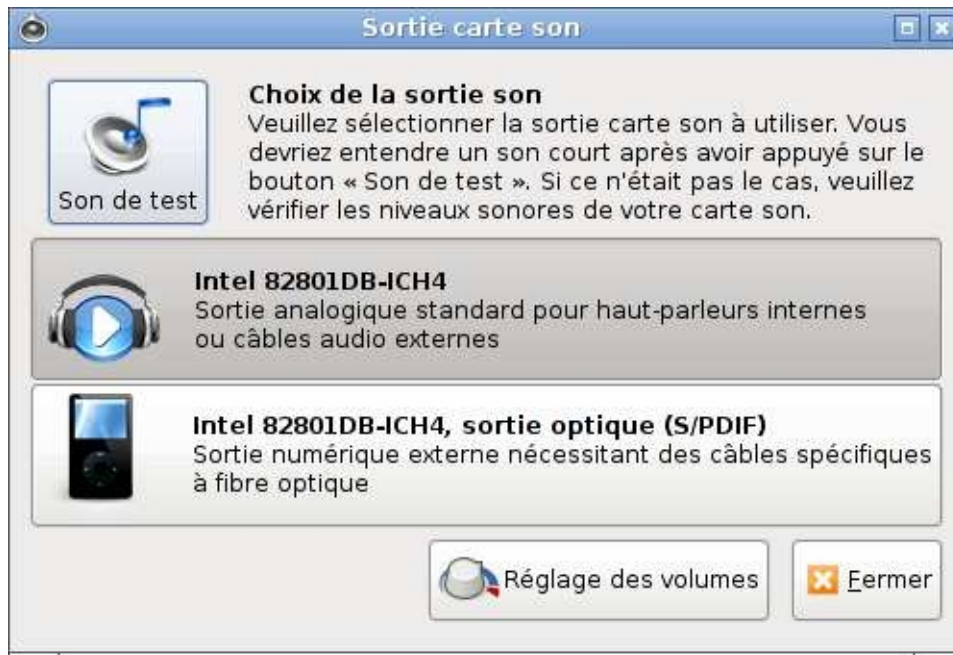 Sortie carte son
Son de test
Choix de la sortie son
Veuillez sélectionner la sortie carte son à utiliser. Vous
devriez entendre un son court après avoir appuyé sur le
bouton « Son de test ». Si ce n'était pas le cas, veuillez
vérifier les niveaux sonores de votre carte son.
Intel 82801DB-ICH4
Sortie analogique standard pour haut-parleurs internes
ou câbles audio externes
Intel 82801DB-ICH4, sortie optique (S/PDIF)
Sortie numérique externe nécessitant des câbles spécifiques
à fibre optique
Réglage des volumes
Fermer